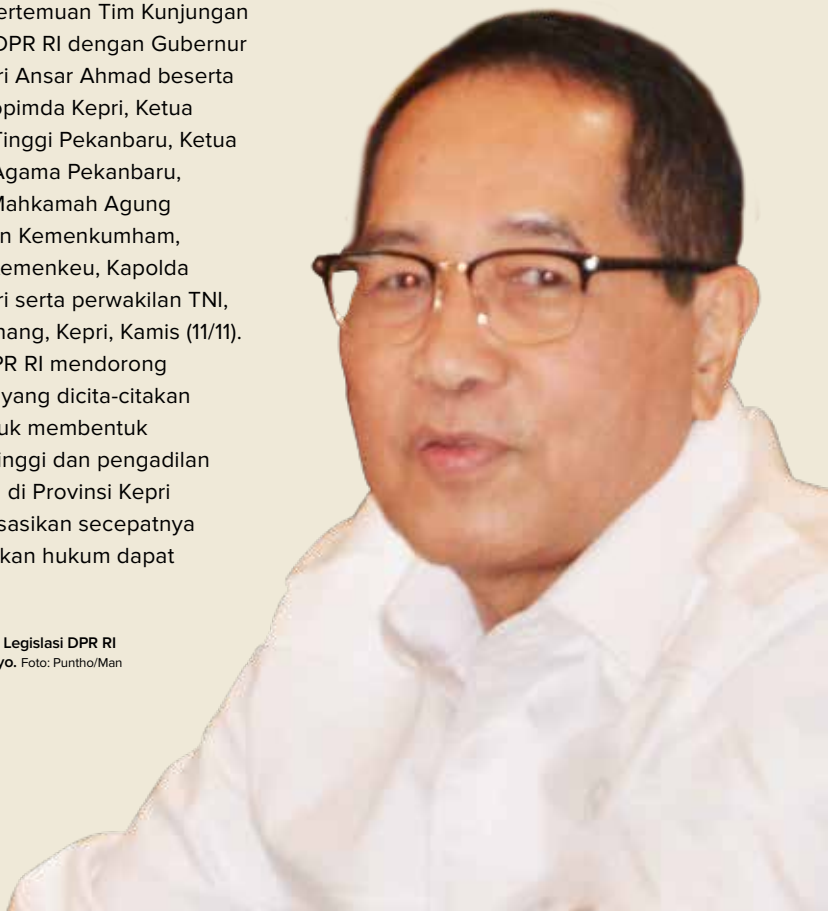 ertemuan Tim Kunjungan
DPR RI dengan Gubernur
ri Ansar Ahmad beserta
opimda Kepri, Ketua
Tinggi Pekanbaru, Ketua
Agama Pekanbaru,
Mahkamah Agung
n Kemenkumham,
emenkeu, Kapolda
ri serta perwakilan TNI,
nang, Kepri, Kamis (11/11).
PR RI mendorong
yang dicita-citakan
uk membentuk
inggi dan pengadilan
di Provinsi Kepri
sasikan secepatnya
kan hukum dapat
Legislasi DPR RI
yo. Foto: Puntho/Man